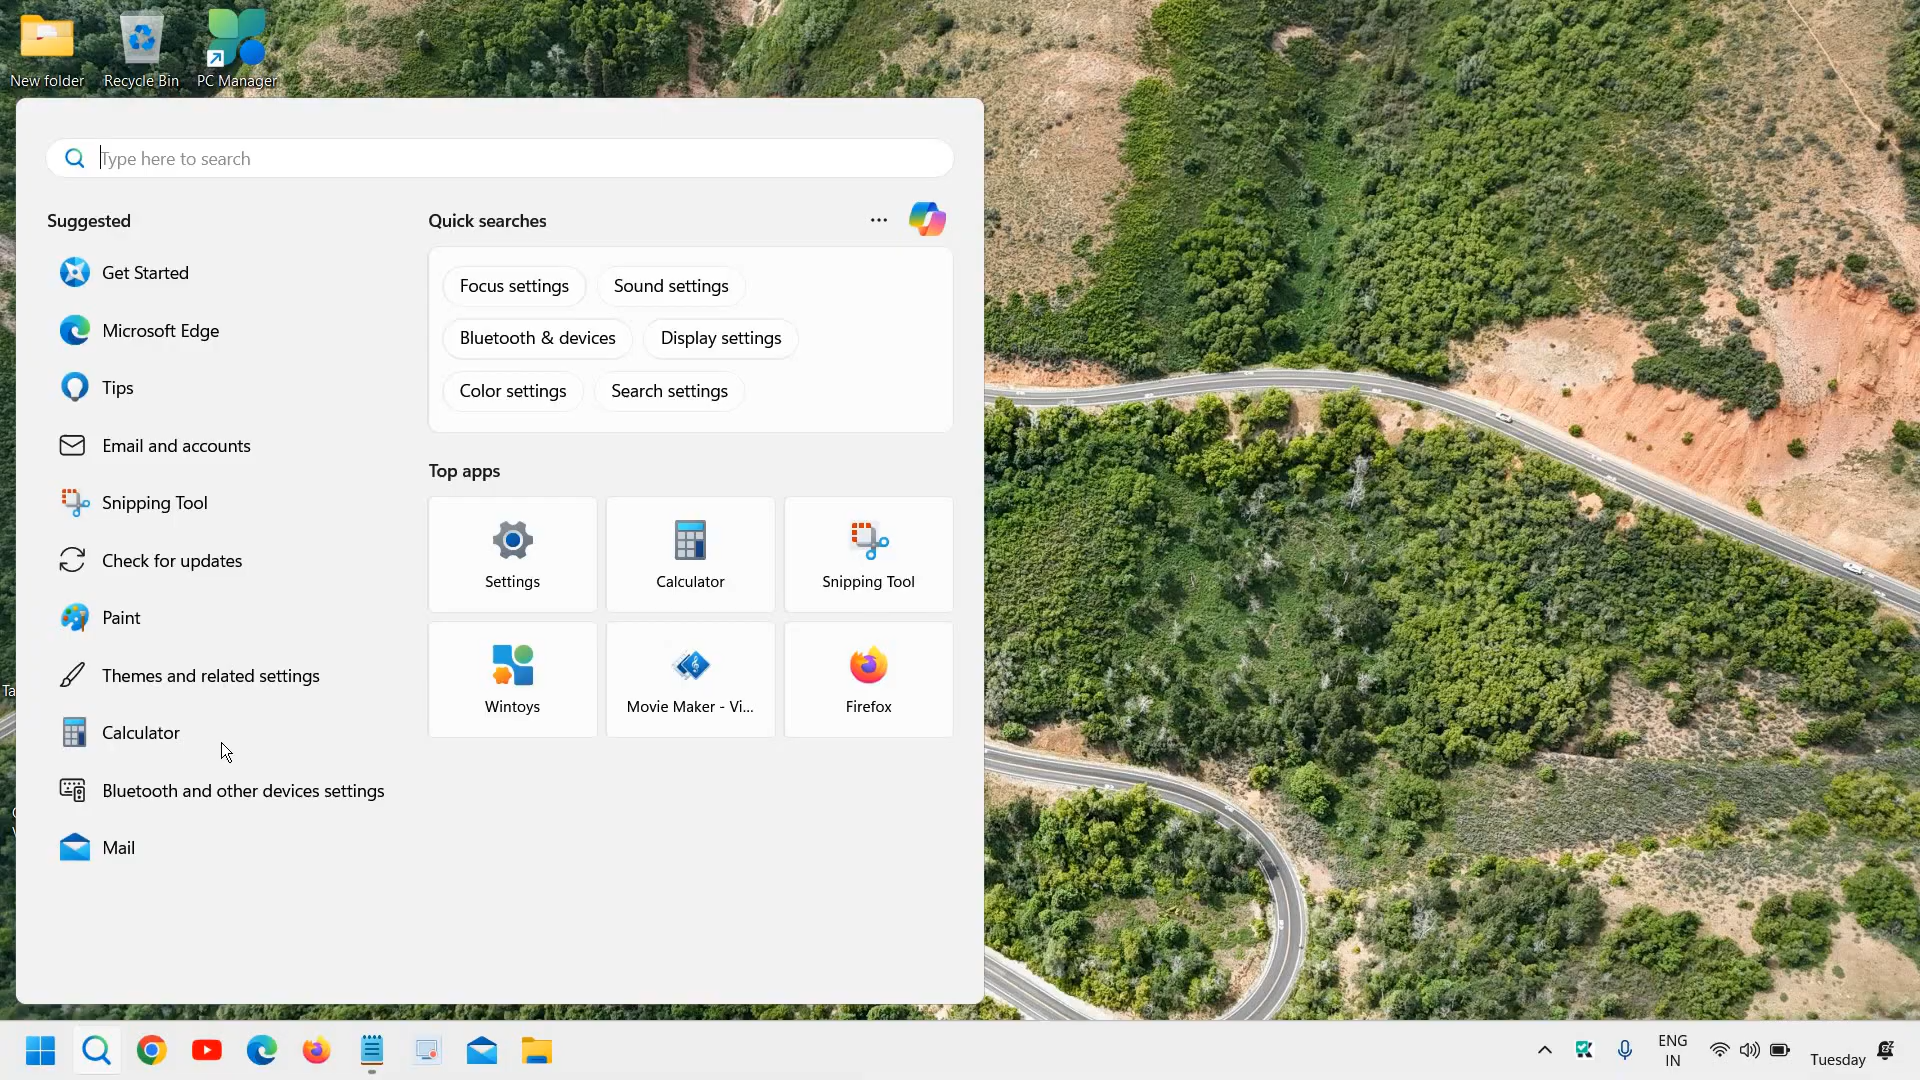 New folder
Recycle Bin
PC Manager
Type here to search
Suggested
Get Started
Microsoft Edge
Tips
Email and accounts
Snipping Tool
Check for updates
Paint
Themes and related settings
Calculator
Bluetooth and other devices settings
Mail
Quick searches
Focus settings
Sound settings
Bluetooth & devices
Display settings
Color settings
Search settings
Top apps
Settings
Calculator
Snipping Tool
Wintoys
Movie Maker - Vi...
Firefox
Ta
ENG
IN
Tuesday